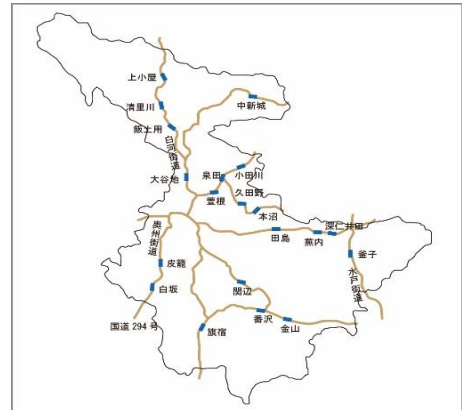 上小屋
滑里川
中新城
飯土用
白河街道
大谷地
泉田
小田川
萱根
久田野
本沼
奥州街道
田島
蕪内
深仁井田
釜子
水戸街道
皮籠
白坂
関辺
国道 294 号
旗宿
番沢
金山